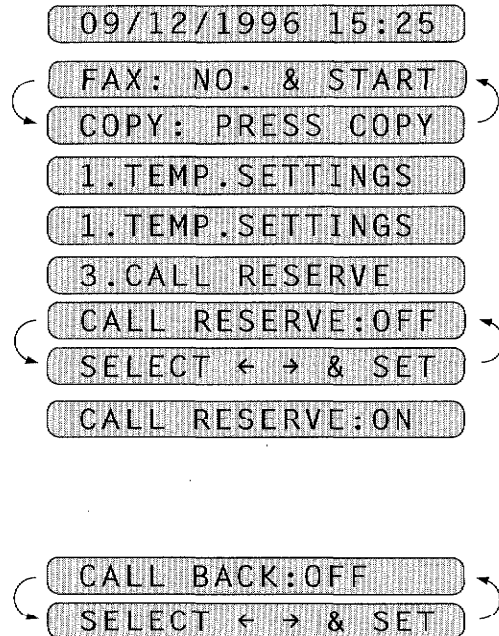 09/12/1996 15:25
FAX: NO. & START
COPY: PRESS COPY
1.TEMP.SETTINGS
1.TEMP.SETTINGS
3.CALL RESERVE
CALL RESERVE:OFF
SELECT ← → & SET
CALL RESERVE:ON
CALL BACK:OFF
SELECT ← → & SET